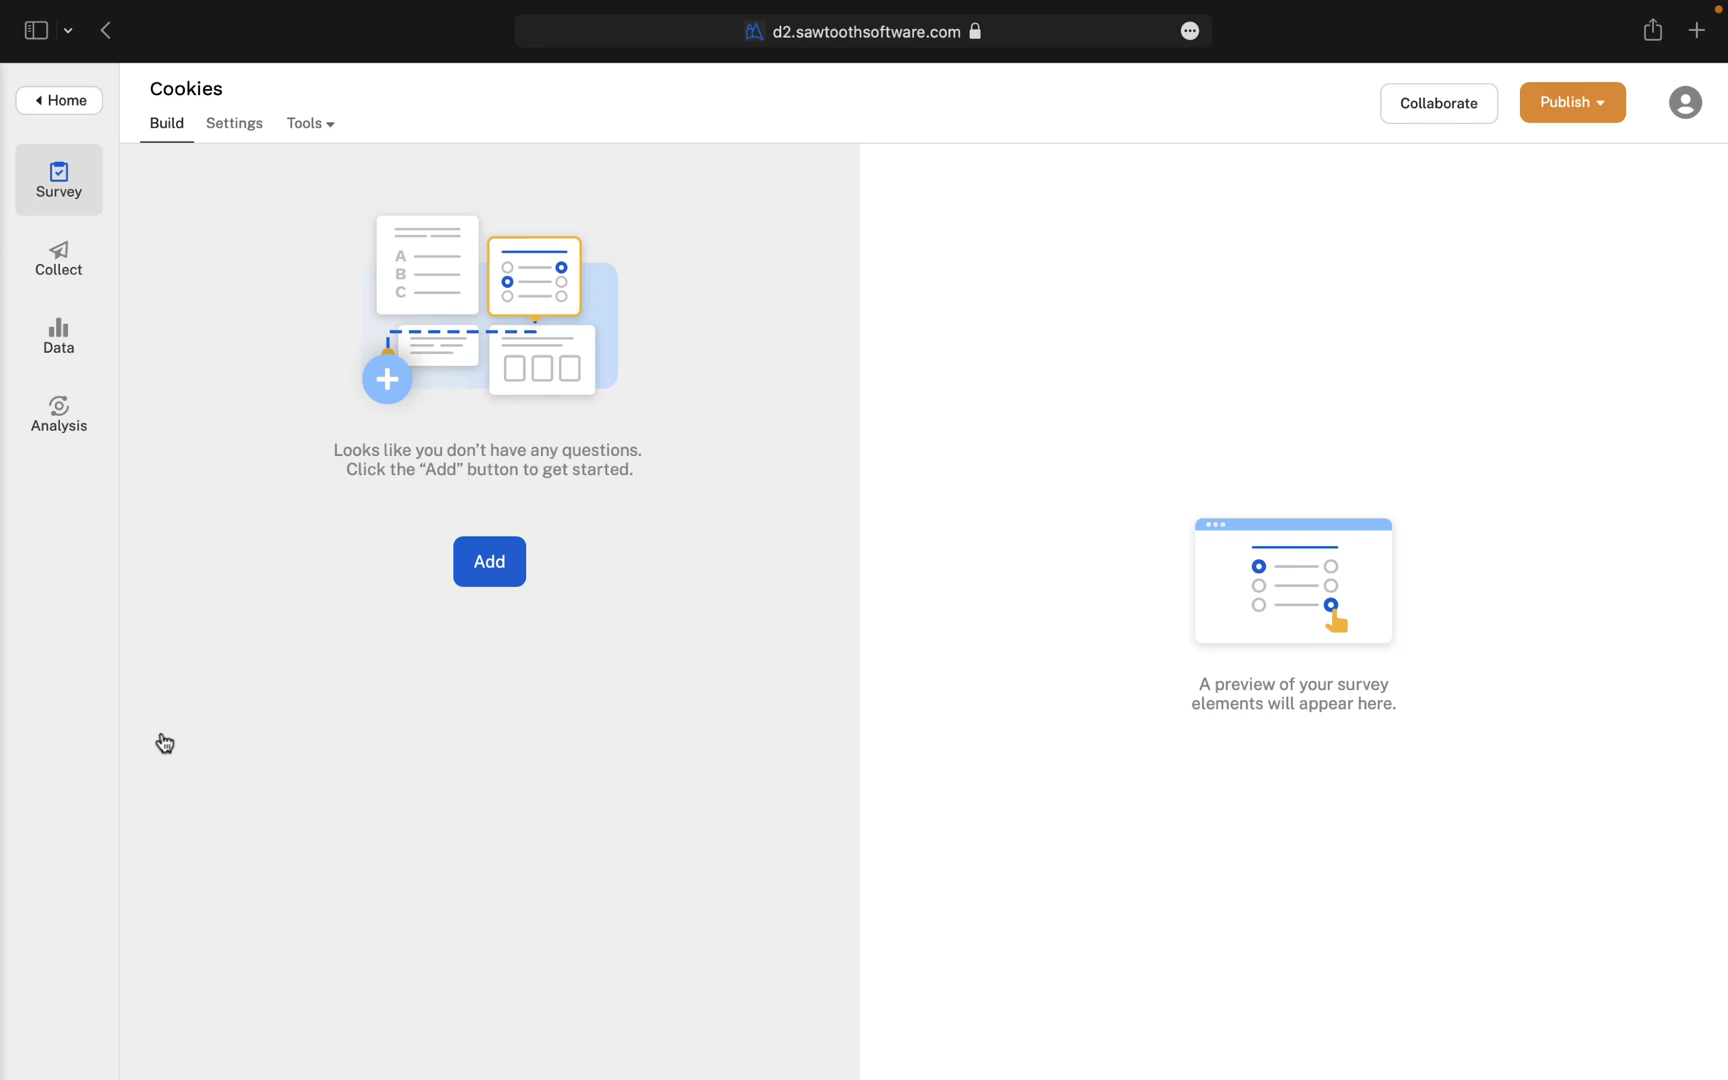 d2.sawtoothsoftware.com
Home
Cookies
Build
Settings
Tools
Collaborate
Publish
Survey
Collect
Data
Analysis
A
B
C
Looks like you don’t have any questions.
Click the “Add” button to get started.
Add
A preview of your survey
elements will appear here.